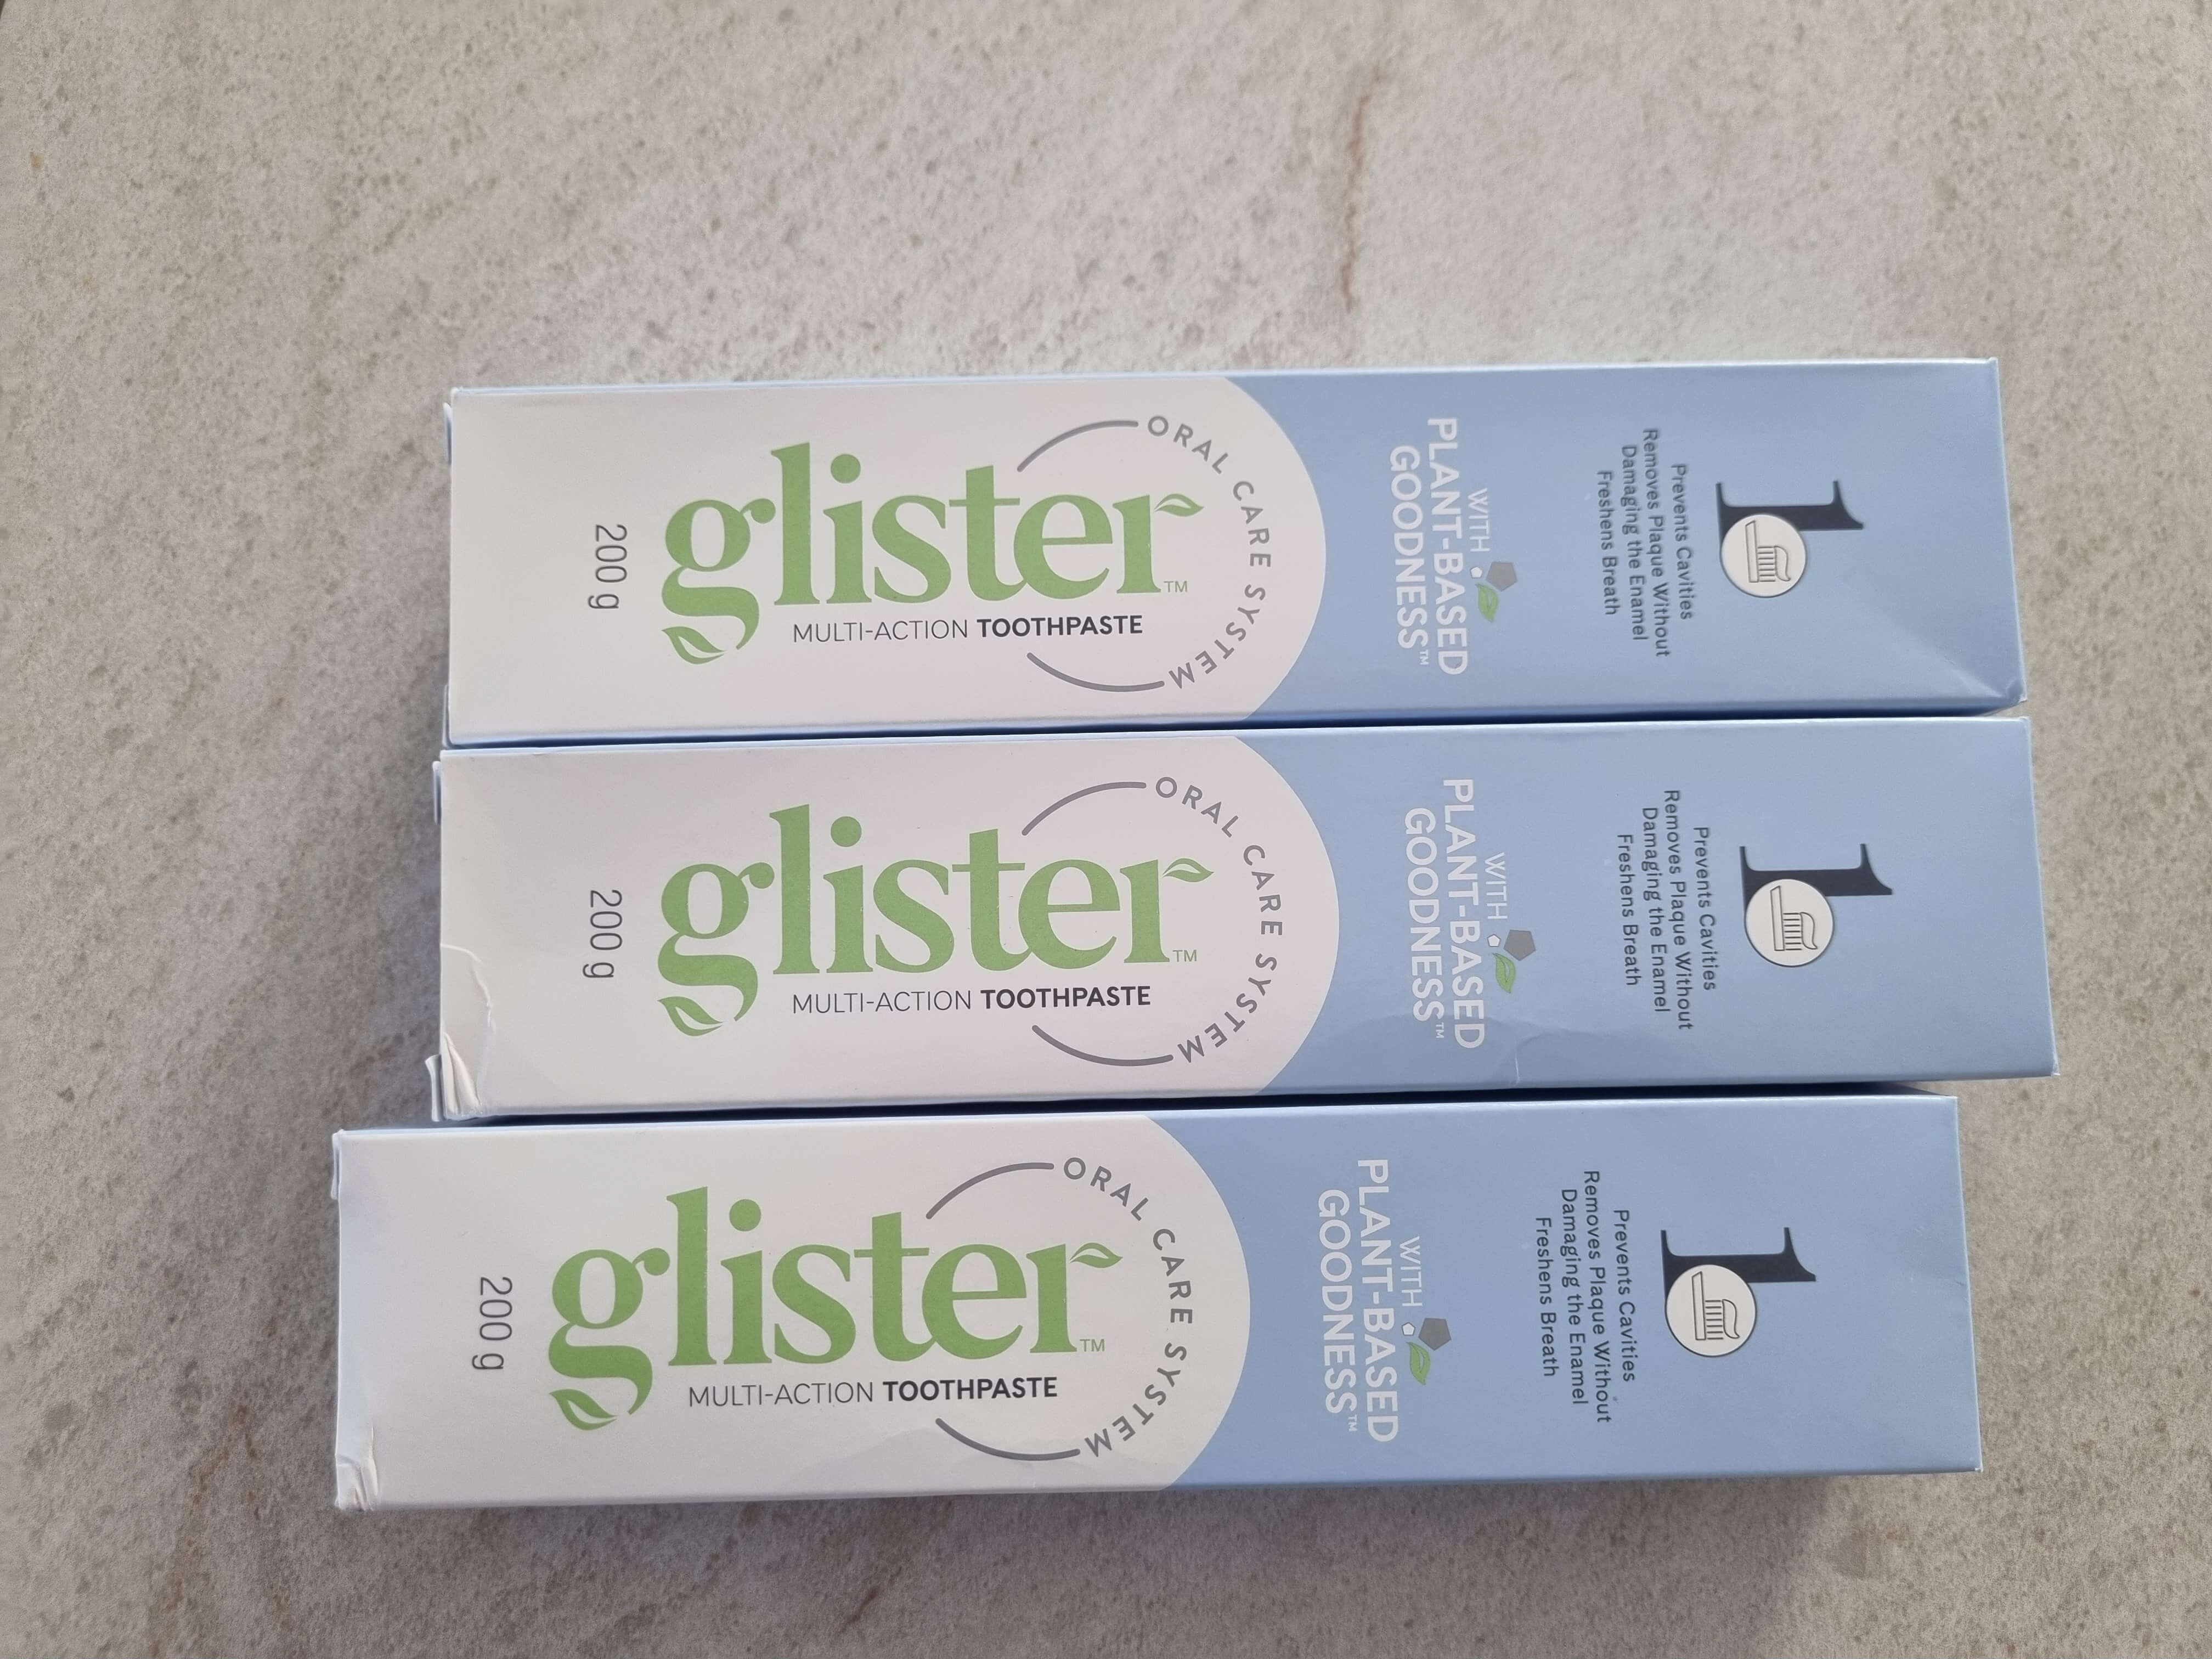 glister™
MULTI-ACTION TOOTHPASTE
ORAL CARE SYSTEM
200 g
WITH
PLANT-BASED
GOODNESS™
1
Prevents Cavities
Removes Plaque Without
Damaging the Enamel
Freshens Breath
glister™
MULTI-ACTION TOOTHPASTE
ORAL CARE SYSTEM
200 g
WITH
PLANT-BASED
GOODNESS™
1
Prevents Cavities
Removes Plaque Without
Damaging the Enamel
Freshens Breath
glister™
MULTI-ACTION TOOTHPASTE
ORAL CARE SYSTEM
200 g
WITH
PLANT-BASED
GOODNESS™
1
Prevents Cavities
Removes Plaque Without
Damaging the Enamel
Freshens Breath